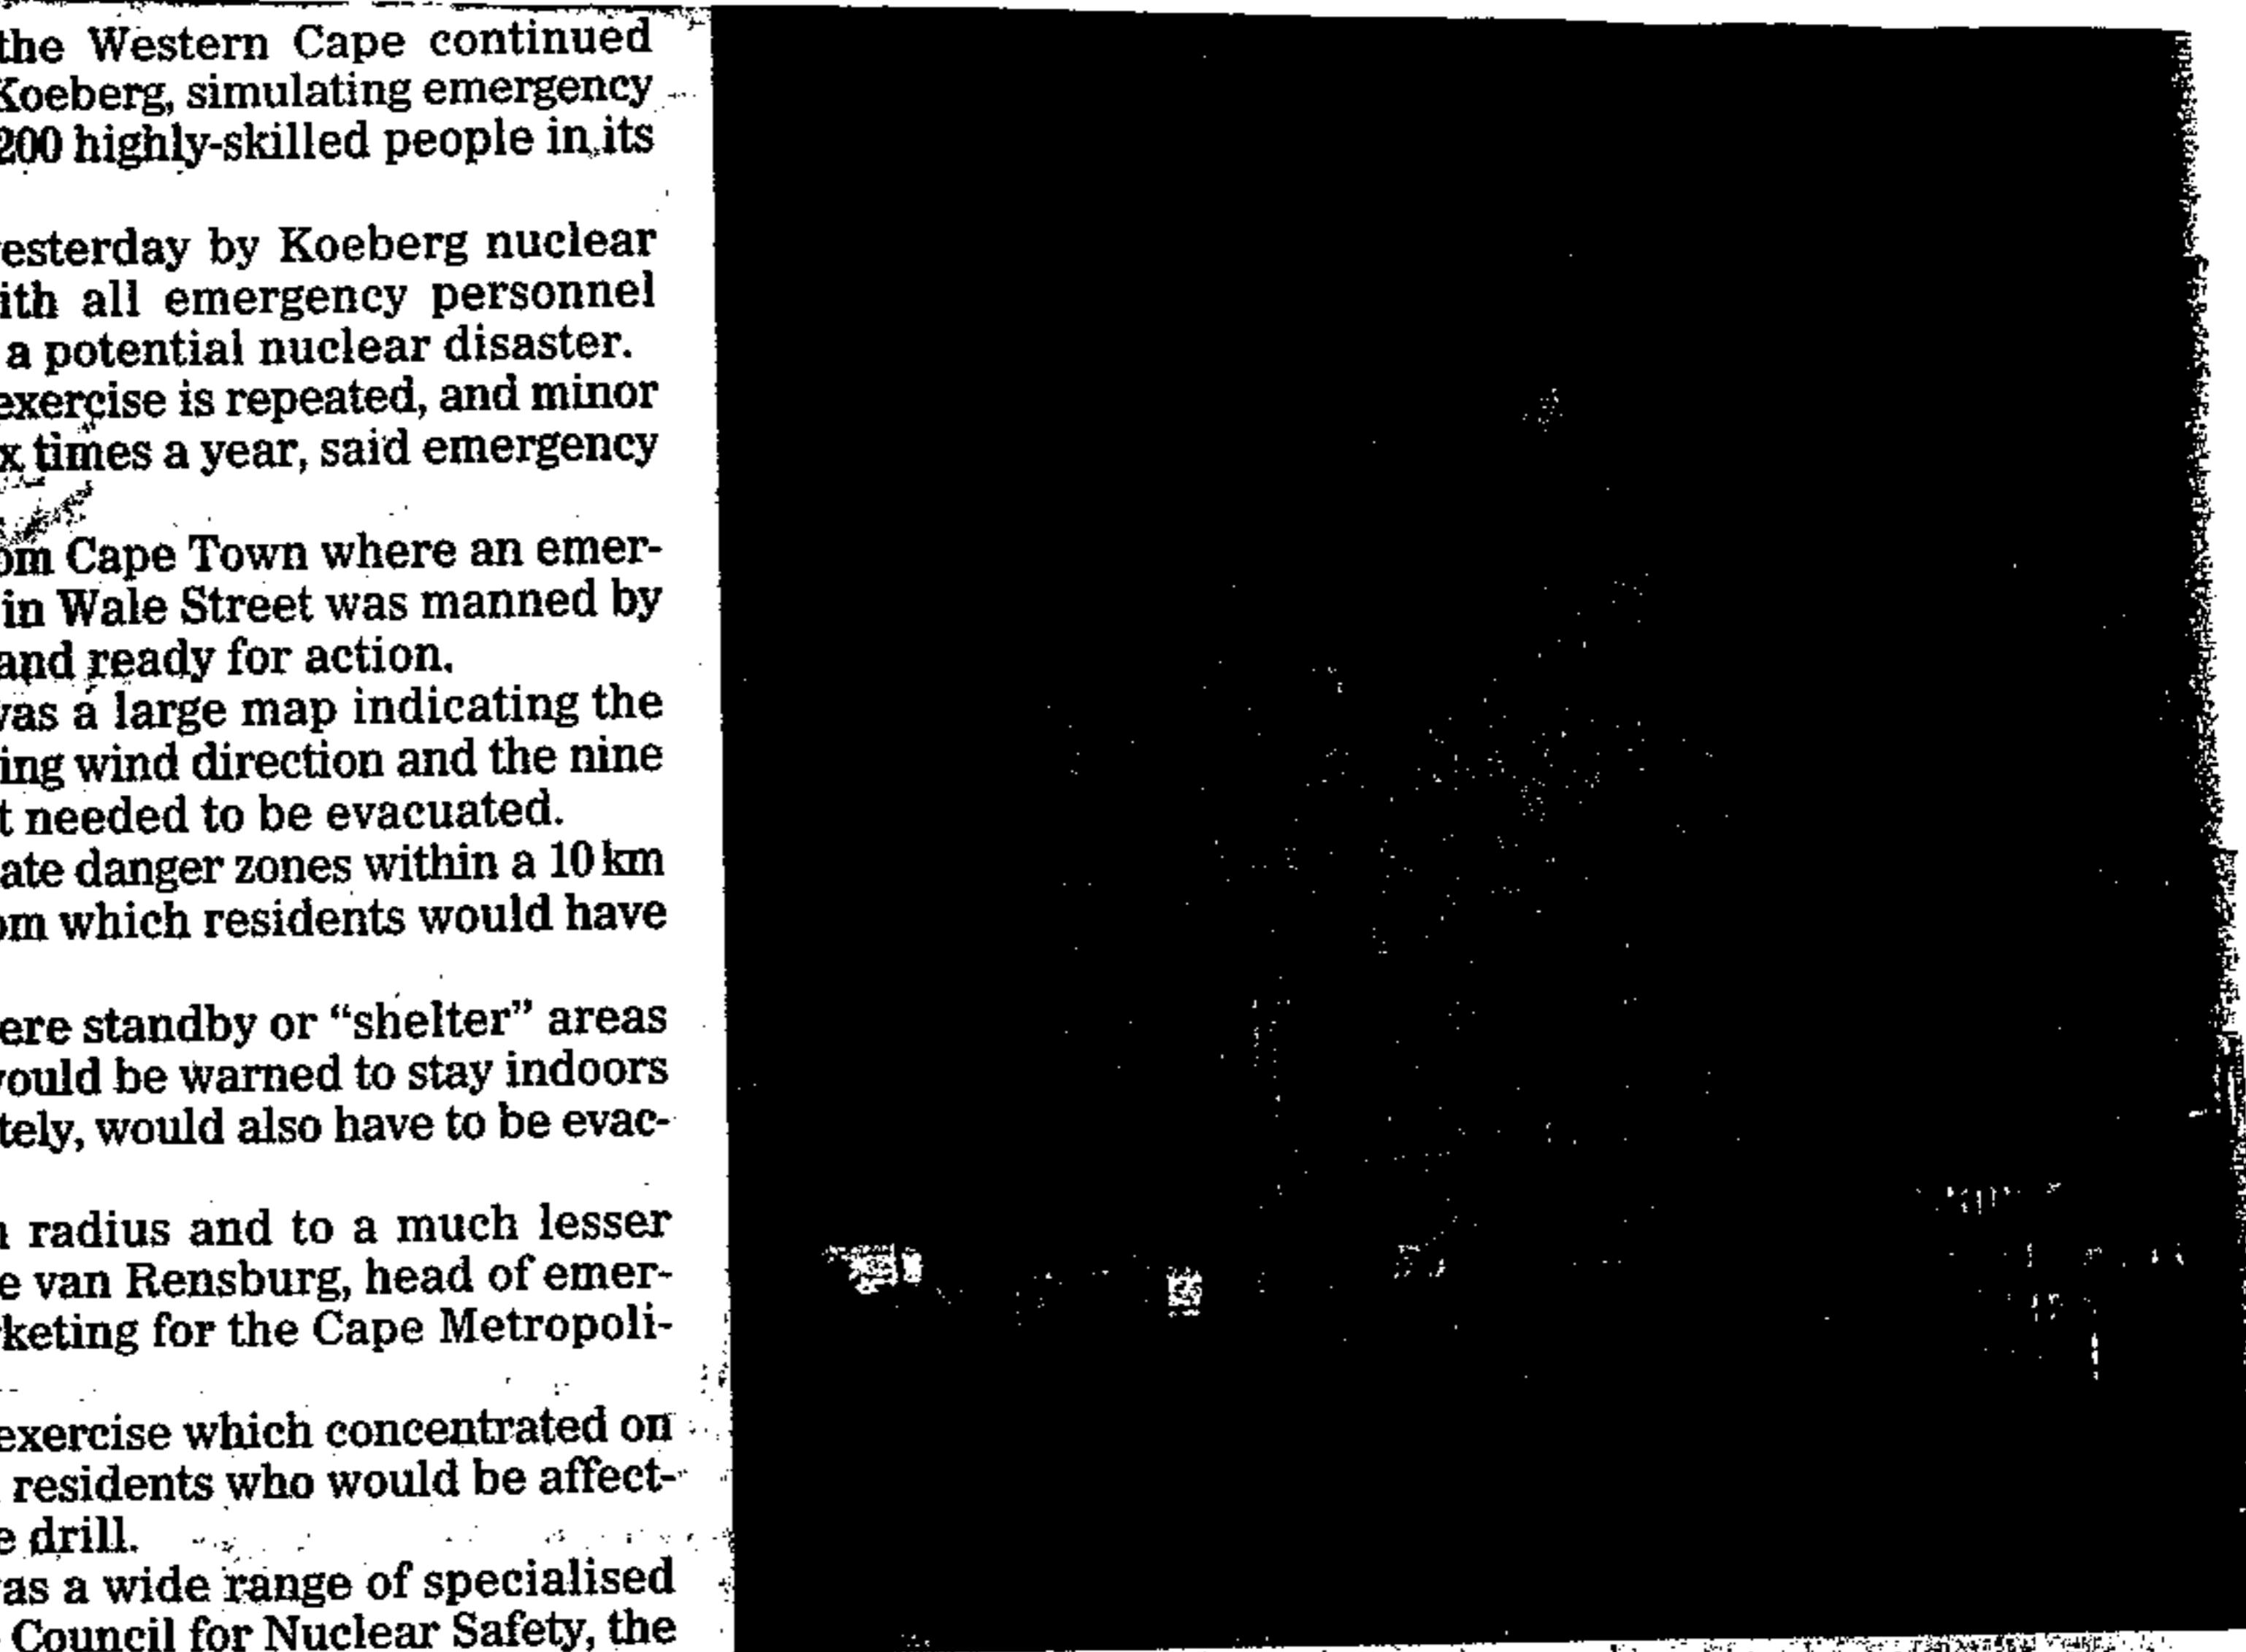 the Western Cape continued
Koeberg, simulating emergency
200 highly-skilled people in its
esterday by Koeberg nuclear
ith all emergency personnel
a potential nuclear disaster.
exercise is repeated, and minor
x times a year, said emergency
om Cape Town where an emer-
in Wale Street was manned by
and ready for action.
was a large map indicating the
ing wind direction and the nine
t needed to be evacuated.
ate danger zones within a 10 km
om which residents would have
ere standby or “shelter” areas
would be warned to stay indoors
tely, would also have to be evac-
radius and to a much lesser
e van Rensburg, head of emer-
keting for the Cape Metropoli-
exercise which concentrated on
residents who would be affect-
e drill.
as a wide range of specialised
Council for Nuclear Safety, the